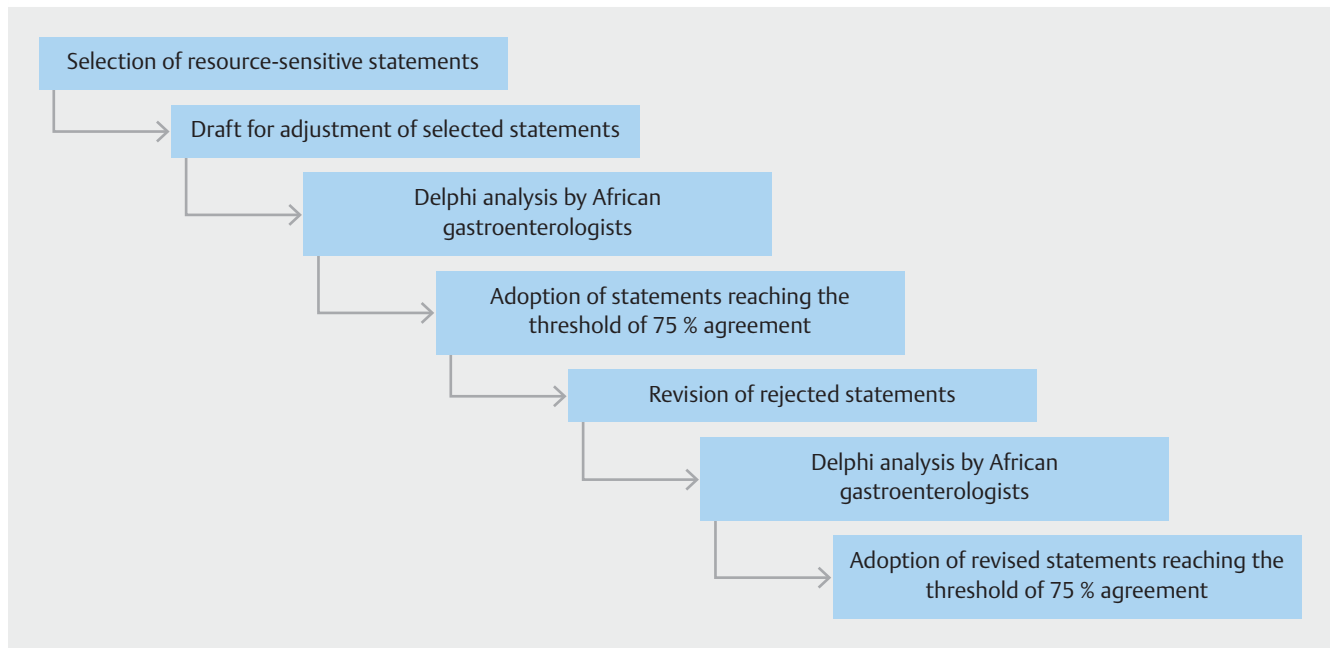 Selection of resource-sensitive statements
Draft for adjustment of selected statements
Delphi analysis by African
gastroenterologists
Adoption of statements reaching the
threshold of 75 % agreement
Revision of rejected statements
Delphi analysis by African
gastroenterologists
Adoption of revised statements reaching the
threshold of 75 % agreement